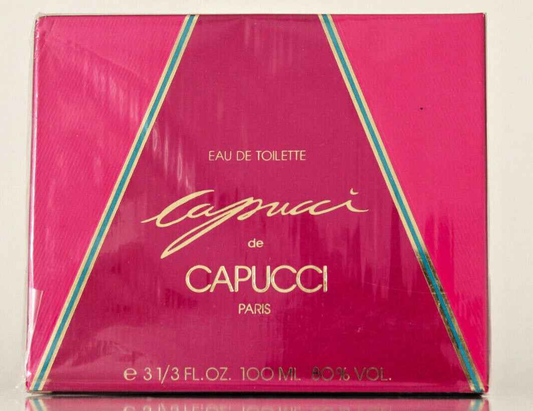 EAU DE TOILETTE
Capucci
de
CAPUCCI
PARIS
e 3 1/3 FL.OZ. 100 ML 80% VOL.